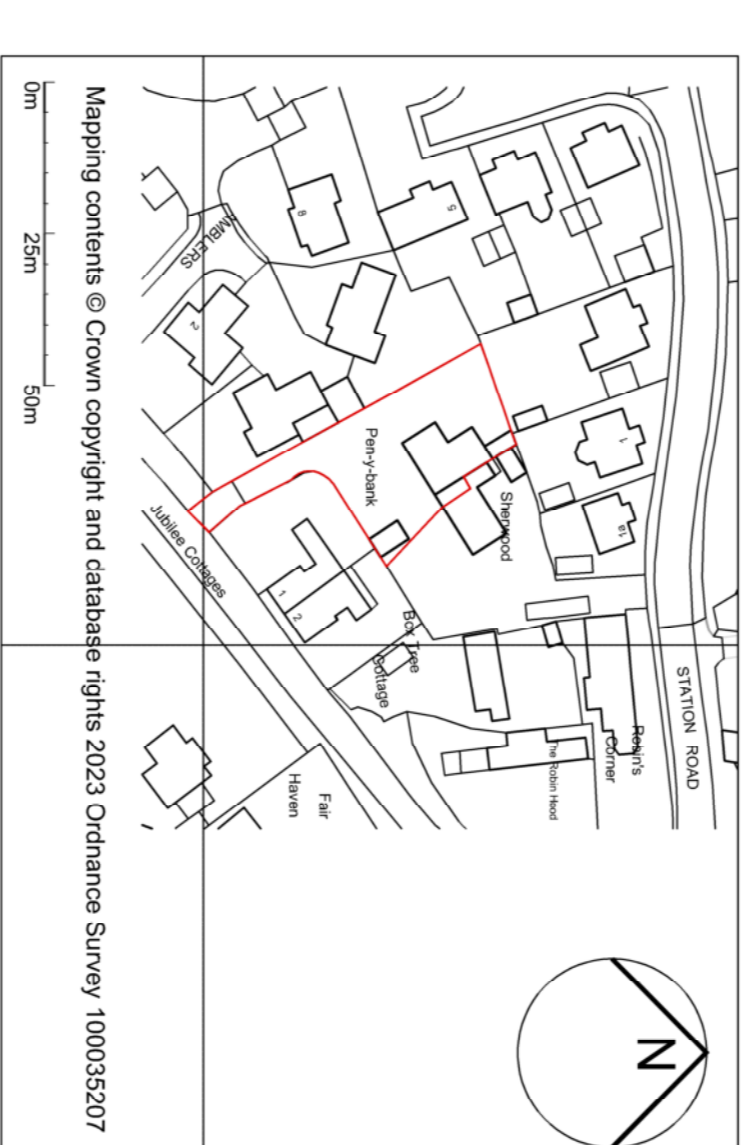 STATION ROAD
Robin's
Corner
The Robin Hood
1
1a
Sherwood
5
8
Pen-y-bank
Box Tree
Cottage
AMBLERS
2
1
2
Jubilee Cottages
Fair
Haven
N
Mapping contents © Crown copyright and database rights 2023 Ordnance Survey 100035207
0m
25m
50m